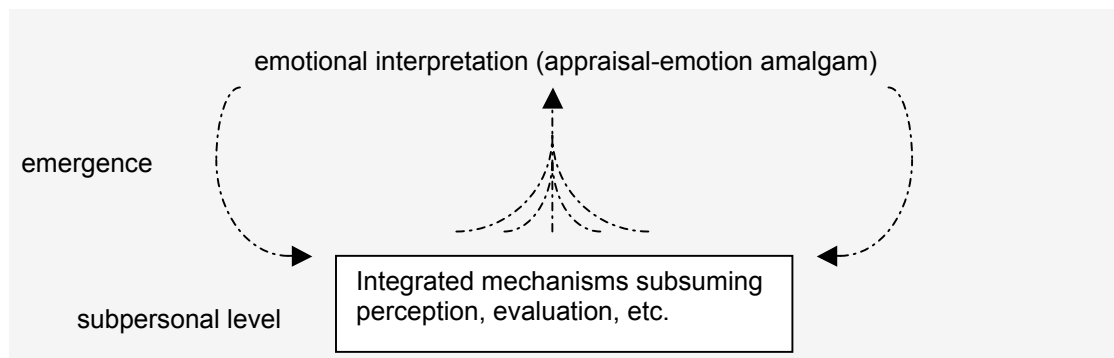 emotional interpretation (appraisal-emotion amalgam)
emergence
Integrated mechanisms subsuming
perception, evaluation, etc.
subpersonal level